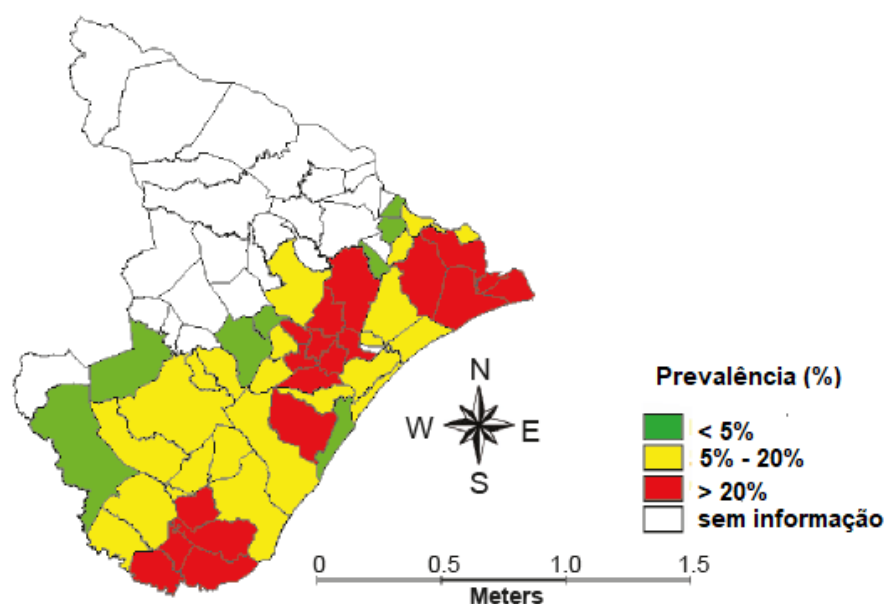 N
W E
S
Prevalência (%)
< 5%
5% - 20%
> 20%
sem informação
0 0.5 1.0 1.5
Meters